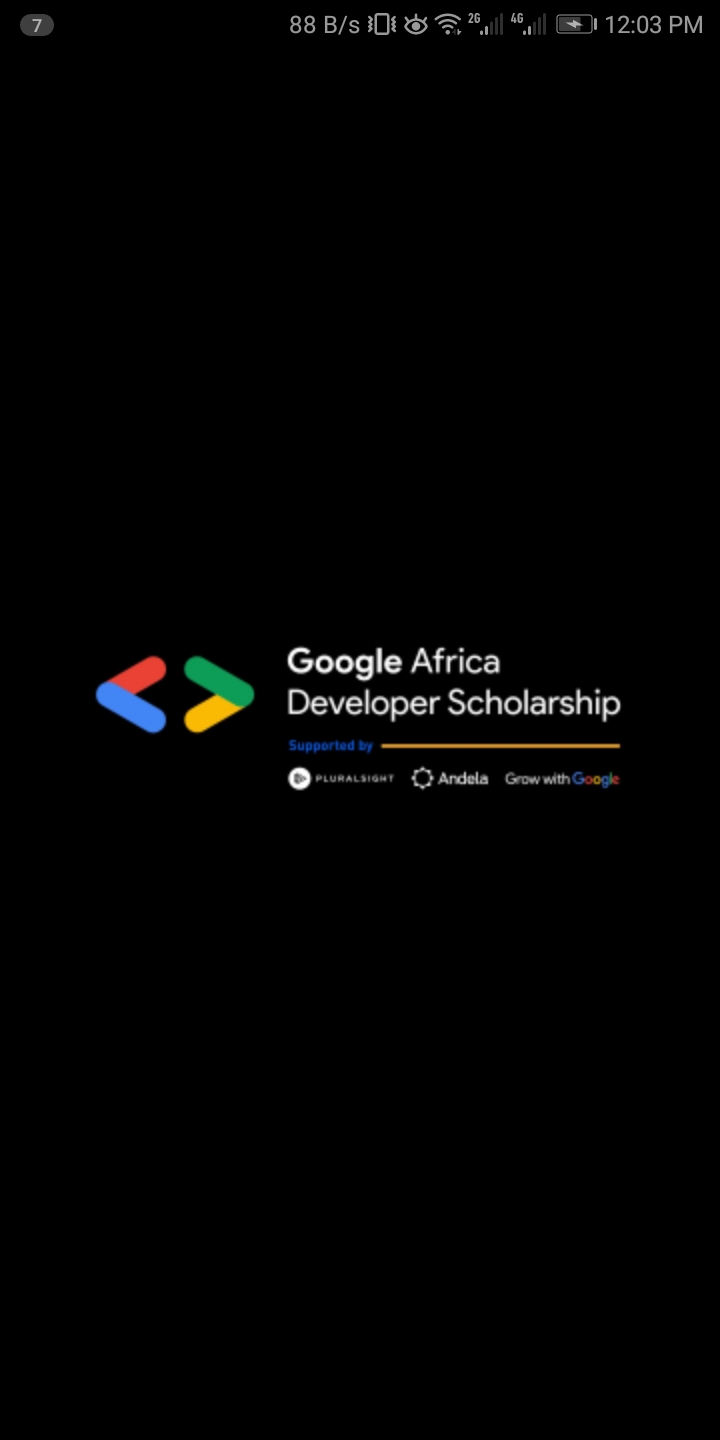 7 88 B/s 2G 4G 12:03 PM
Google Africa
Developer Scholarship
Supported by
PLURALSIGHT Andela Grow with Google